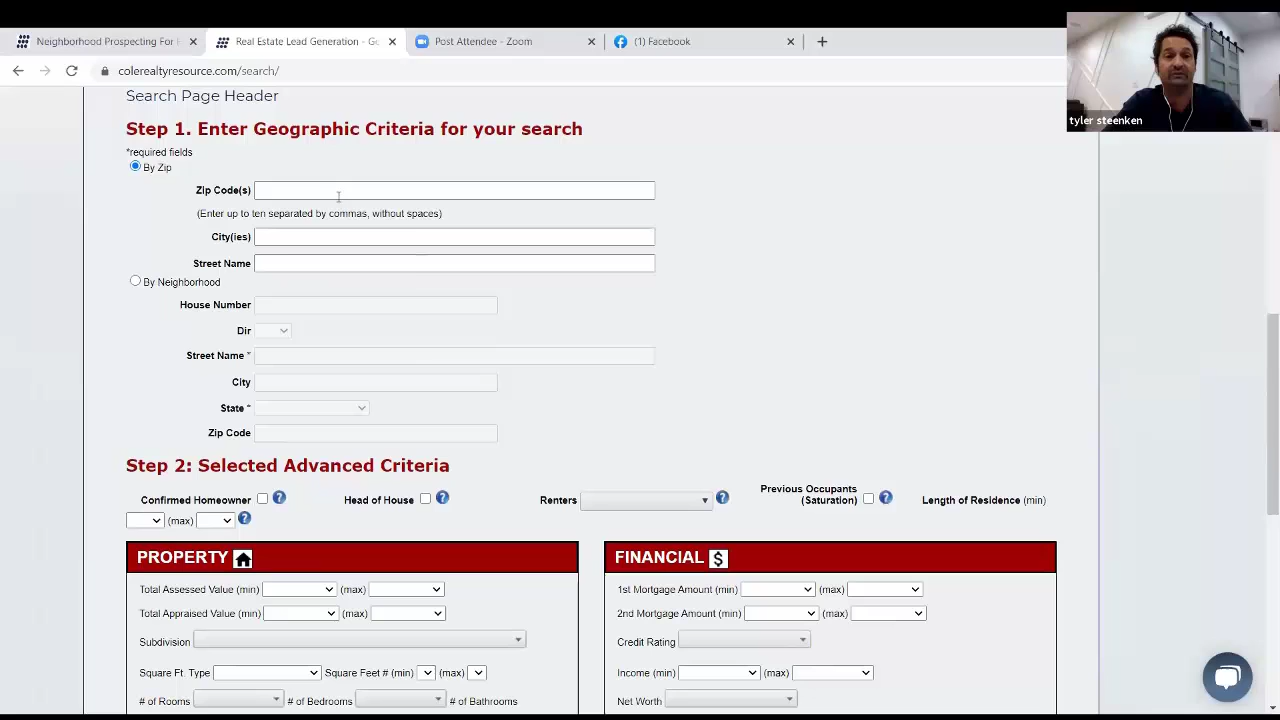 Neighborhood Prospecting For
Real Estate Lead Generation - Go
Post Attendee - Zoom
(1) Facebook
colerealtyresource.com/search/
tyler steenken
Search Page Header
Step 1. Enter Geographic Criteria for your search
*required fields
By Zip
Zip Code(s)
(Enter up to ten separated by commas, without spaces)
City(ies)
Street Name
By Neighborhood
House Number
Dir
Street Name *
City
State *
Zip Code
Step 2: Selected Advanced Criteria
Confirmed Homeowner ? Head of House ? Renters ? Previous Occupants (Saturation) ? Length of Residence (min)
(max) ?
PROPERTY
Total Assessed Value (min) (max)
Total Appraised Value (min) (max)
Subdivision
Square Ft. Type Square Feet # (min) (max)
# of Rooms # of Bedrooms # of Bathrooms
FINANCIAL $
1st Mortgage Amount (min) (max)
2nd Mortgage Amount (min) (max)
Credit Rating
Income (min) (max)
Net Worth